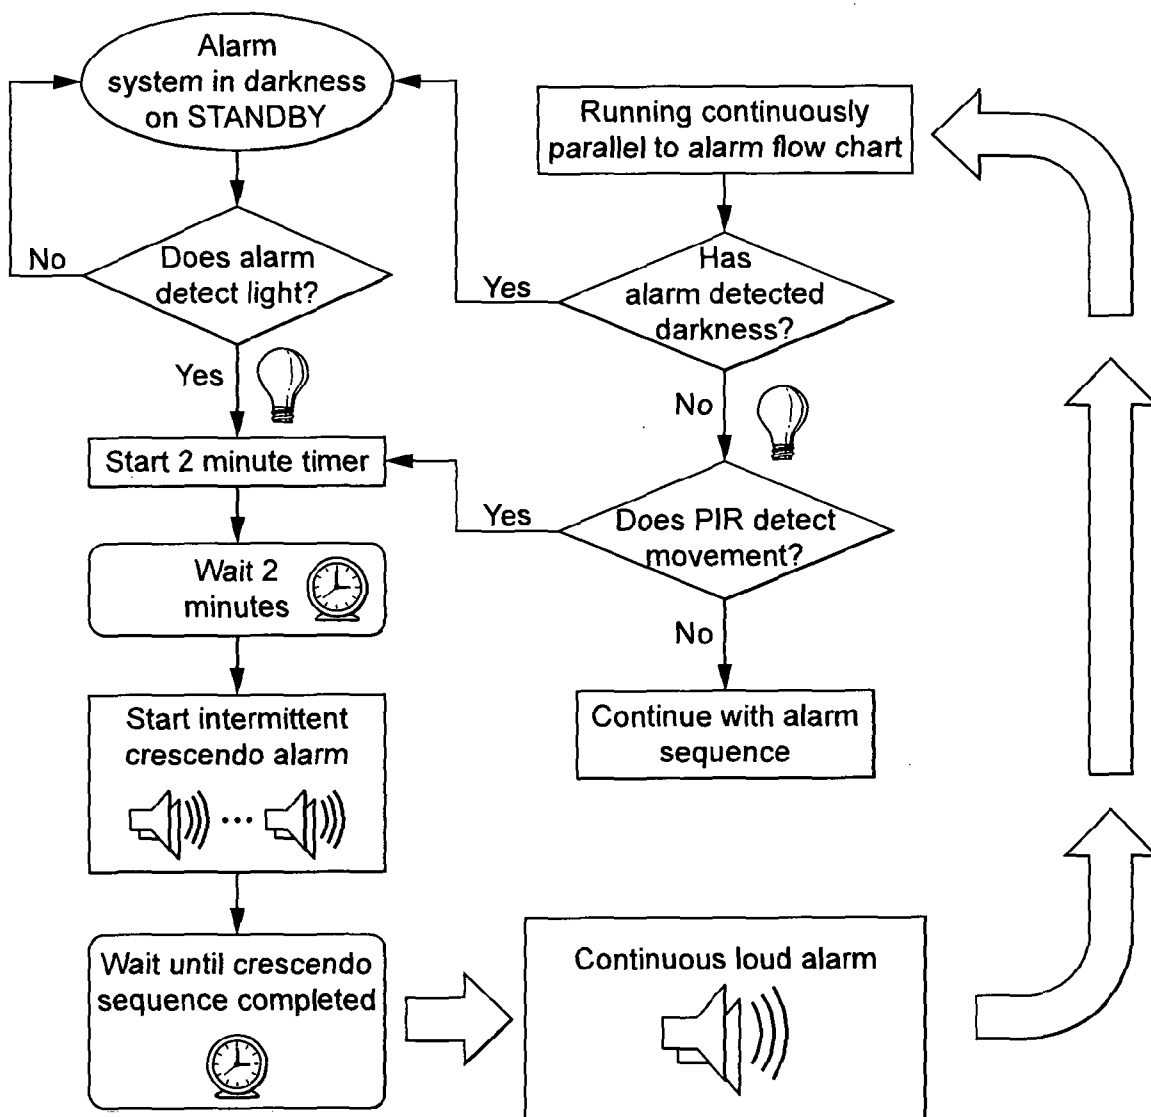 Alarm
system in darkness
on STANDBY
No
Does alarm
detect light?
Yes
Start 2 minute timer
Wait 2
minutes
Start intermittent
crescendo alarm
...
Wait until crescendo
sequence completed
Continuous loud alarm
Running continuously
parallel to alarm flow chart
Yes
Has
alarm detected
darkness?
No
Yes
Does PIR detect
movement?
No
Continue with alarm
sequence